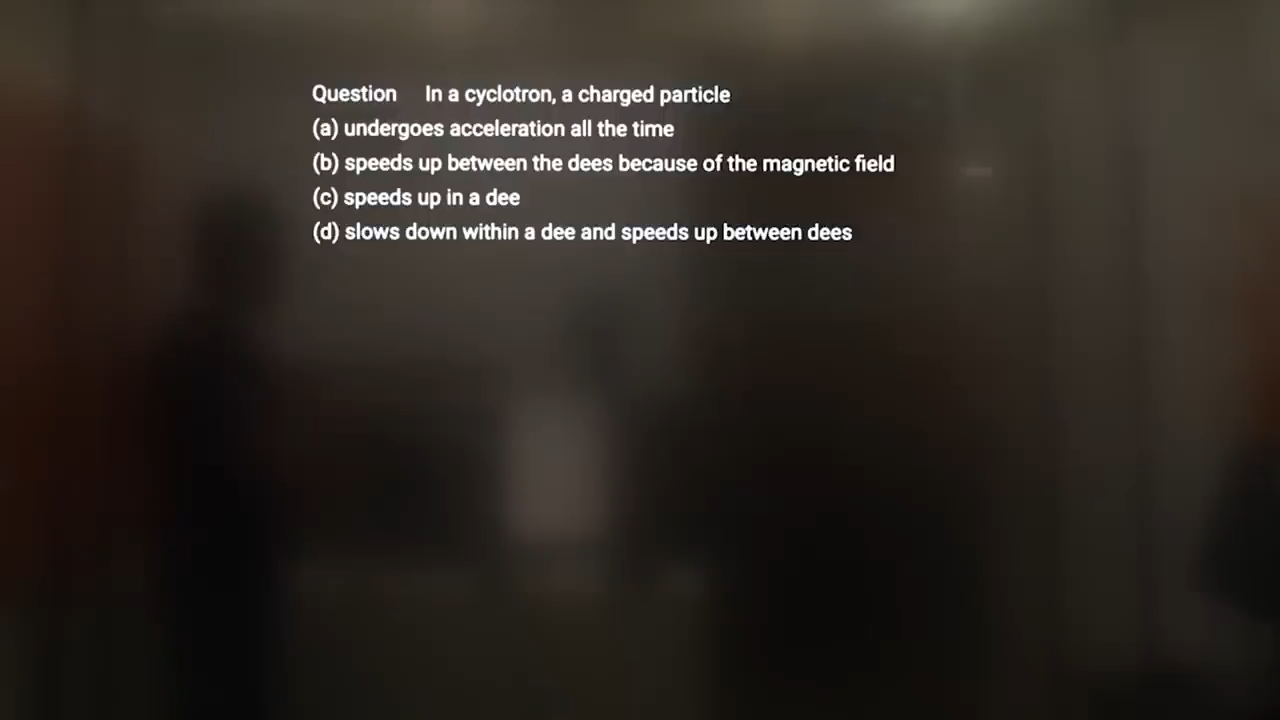 Question In a cyclotron, a charged particle
(a) undergoes acceleration all the time
(b) speeds up between the dees because of the magnetic field
(c) speeds up in a dee
(d) slows down within a dee and speeds up between dees